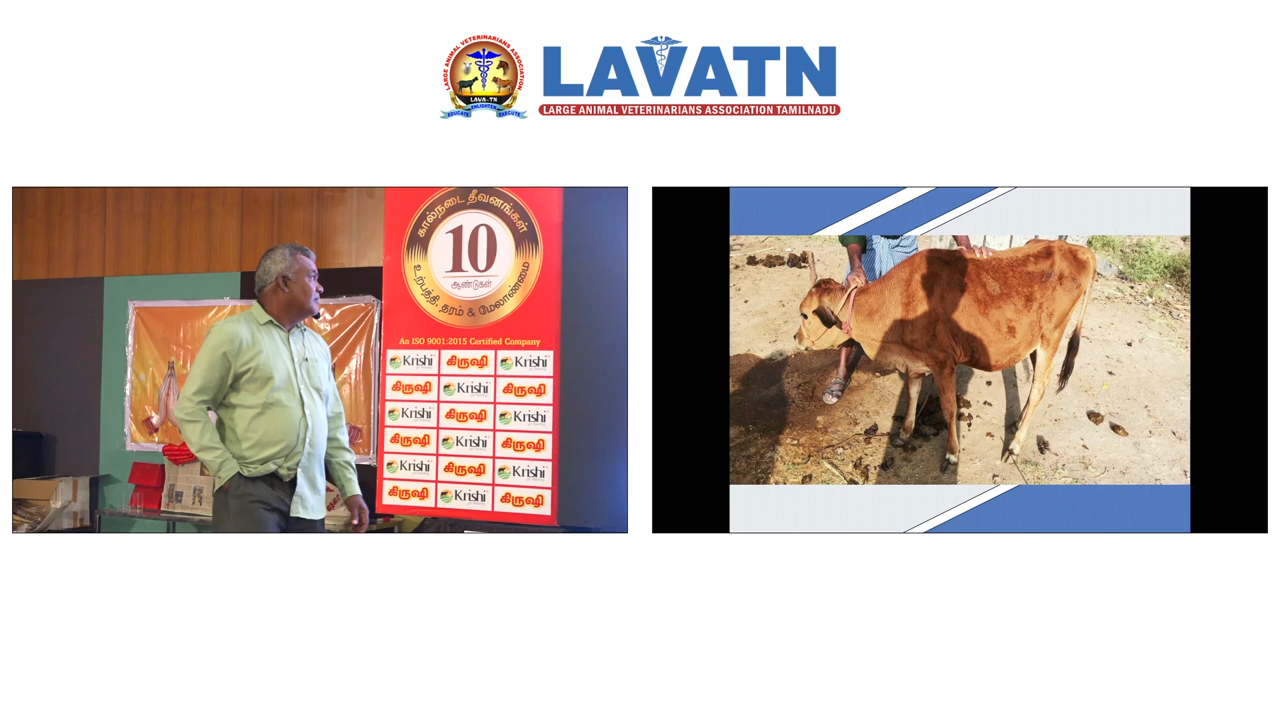 LARGE ANIMAL VETERINARIANS ASSOCIATION
LAVA-TN
EDUCATE ENLIGHTEN EXECUTE
LAVATN
LARGE ANIMAL VETERINARIANS ASSOCIATION TAMILNADU
கால்நடை தீவனங்கள்
10
ஆண்டுகள்
உற்பத்தி, தரம் & மேலாண்மை
An ISO 9001:2015 Certified Company
Krishi கிருஷி Krishi
கிருஷி Krishi கிருஷி
Krishi கிருஷி Krishi
கிருஷி Krishi கிருஷி
Krishi கிருஷி Krishi
கிருஷி Krishi கிருஷி